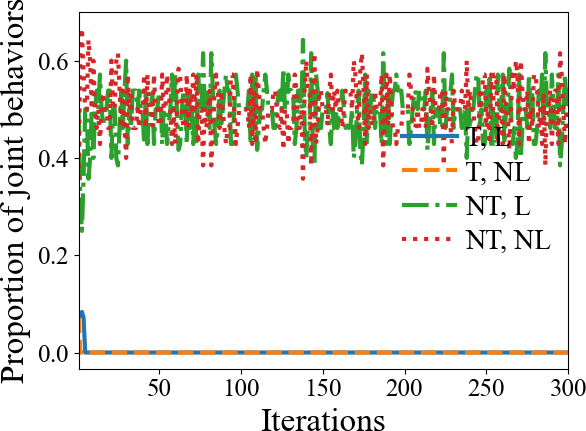 Proportion of joint behaviors
0.6
0.4
0.2
0.0
T, L
T, NL
NT, L
NT, NL
50
100
150
200
250
300
Iterations